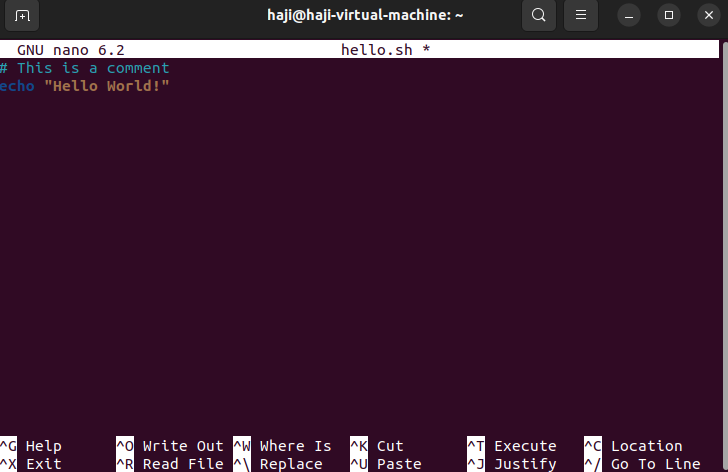 haji@haji-virtual-machine: ~
GNU nano 6.2 hello.sh *
# This is a comment
echo "Hello World!"
^G Help ^O Write Out ^W Where Is ^K Cut ^T Execute ^C Location
^X Exit ^R Read File ^\ Replace ^U Paste ^J Justify ^/ Go To Line